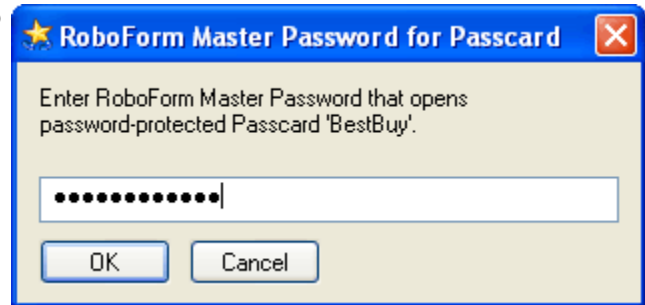 RoboForm Master Password for Passcard
Enter RoboForm Master Password that opens
password-protected Passcard 'BestBuy'.
••••••••••••
OK
Cancel